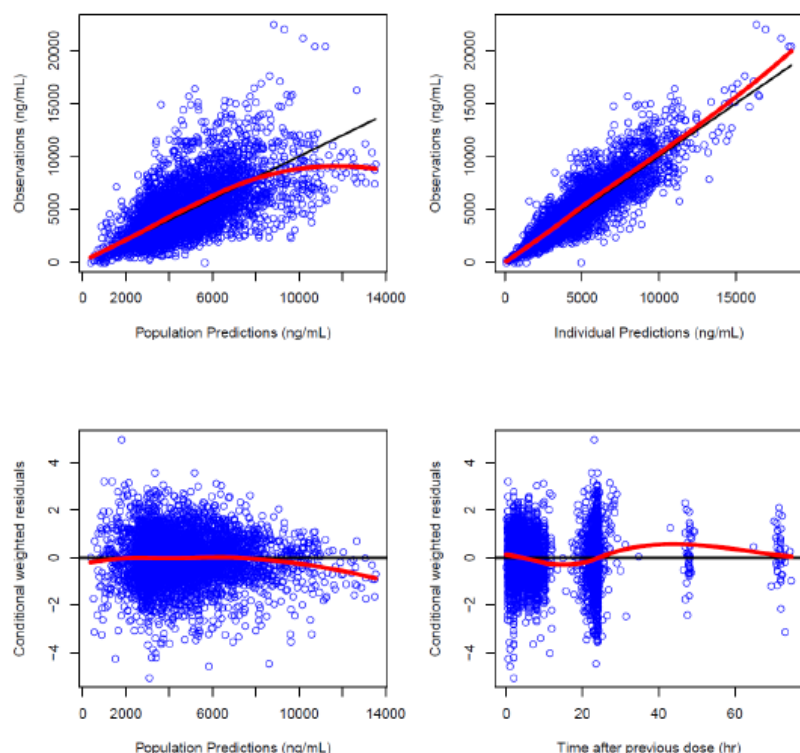 Observations (ng/mL)
20000
15000
10000
5000
0
0 2000 6000 10000 14000
Population Predictions (ng/mL)
Observations (ng/mL)
20000
15000
10000
5000
0
0 5000 10000 15000
Individual Predictions (ng/mL)
Conditional weighted residuals
4
2
0
-2
-4
0 2000 6000 10000 14000
Population Predictions (ng/mL)
Conditional weighted residuals
4
2
0
-2
-4
0 20 40 60
Time after previous dose (hr)